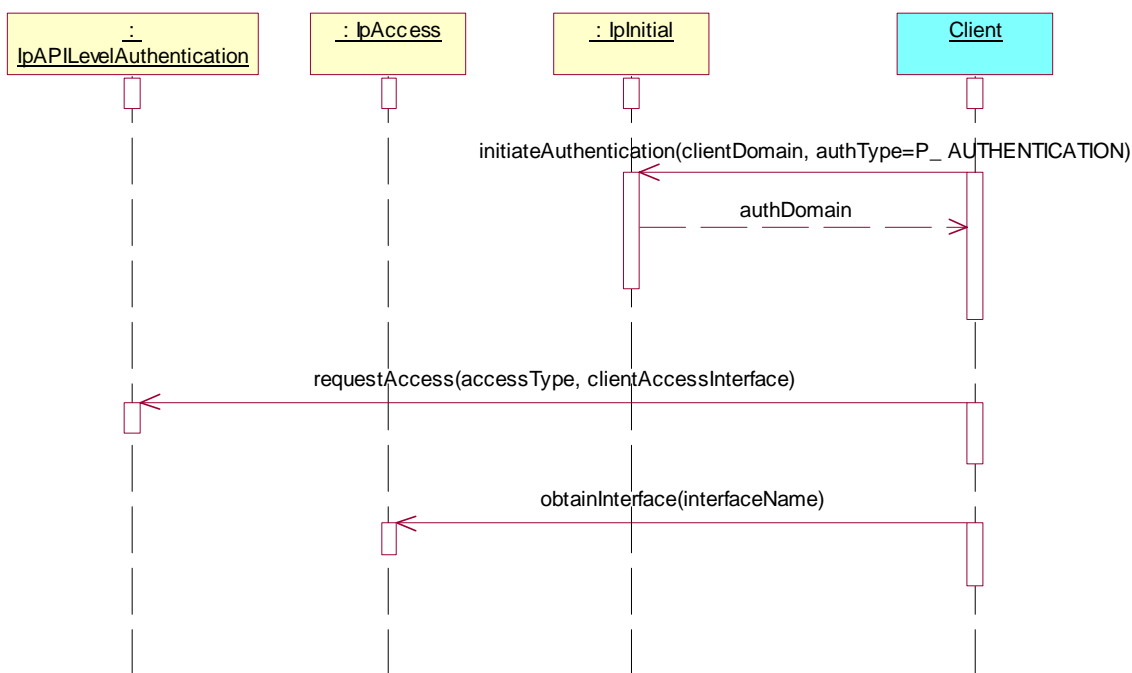 :
IpAPILevelAuthentication
: IpAccess
: IpInitial
Client
initiateAuthentication(clientDomain, authType=P_ AUTHENTICATION)
authDomain
requestAccess(accessType, clientAccessInterface)
obtainInterface(interfaceName)